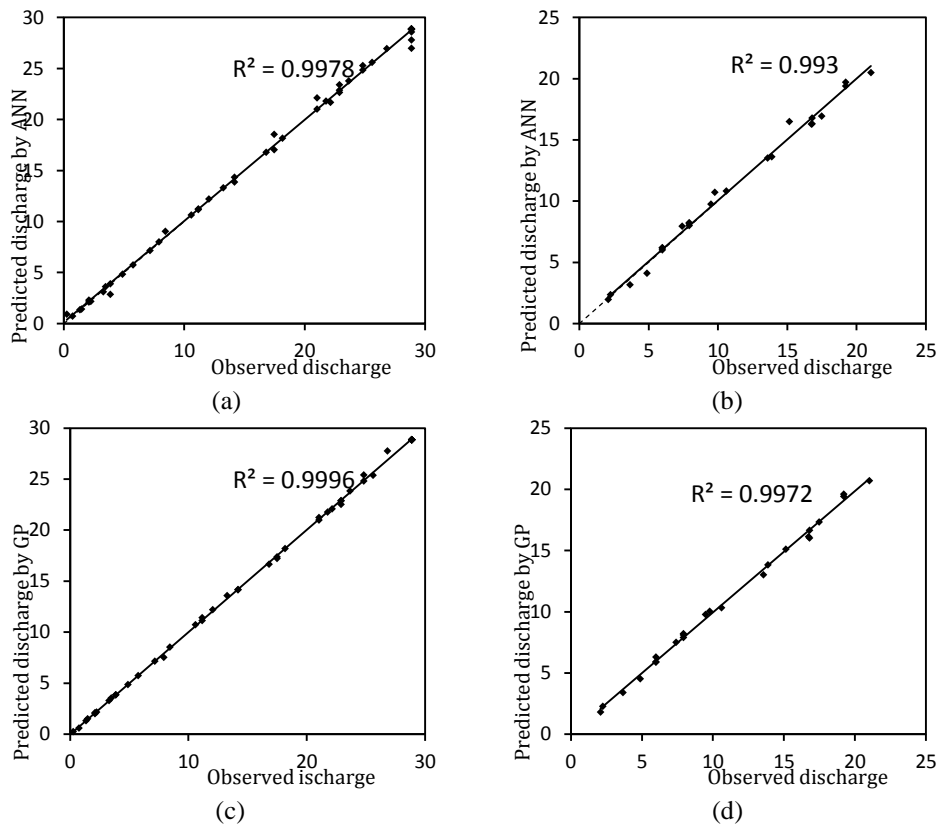 Predicted discharge by ANN
30
25
20
15
10
5
0
R² = 0.9978
0 10 20 30
Observed discharge
(a)
Predicted discharge by ANN
25
20
15
10
5
0
R² = 0.993
0 5 10 15 20 25
Observed discharge
(b)
Predicted discharge by GP
30
25
20
15
10
5
0
R² = 0.9996
0 10 20 30
Observed ischarge
(c)
Predicted discharge by GP
25
20
15
10
5
0
R² = 0.9972
0 5 10 15 20 25
Observed discharge
(d)